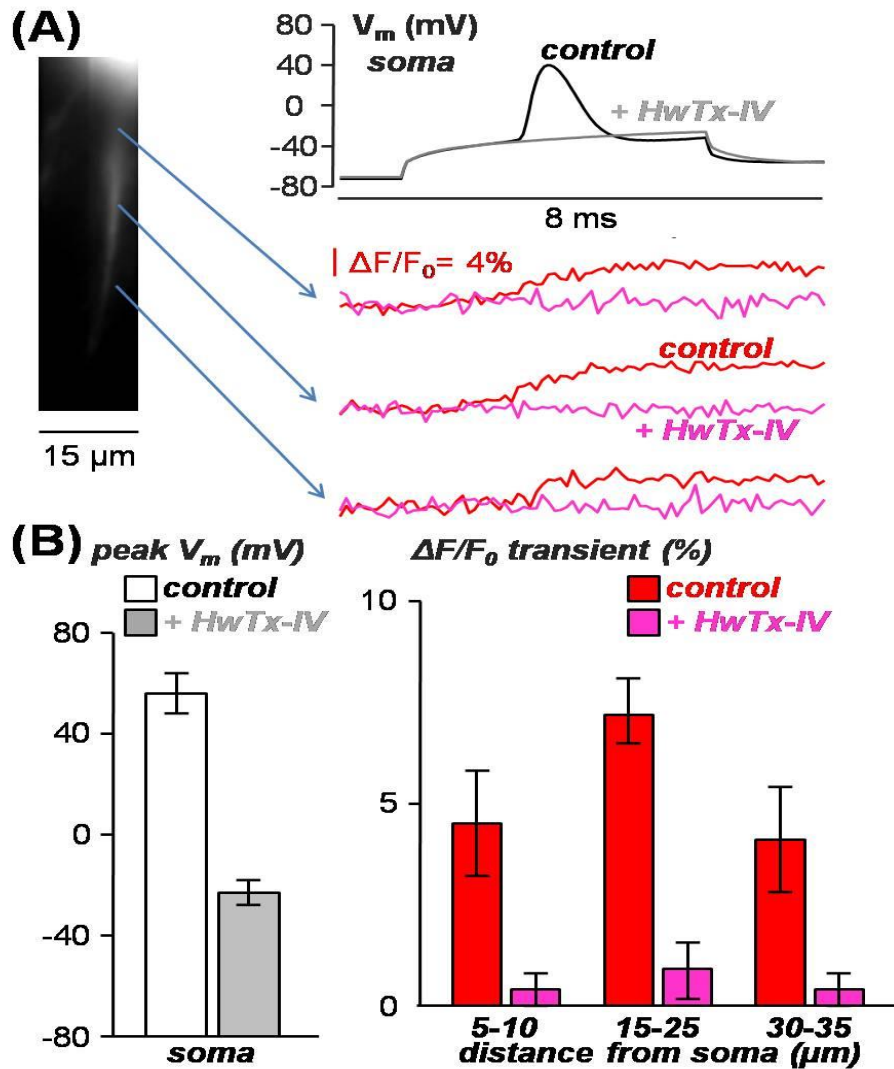 (A)
15 µm
Vm (mV)
soma
80
40
0
-40
-80
control
+ HwTx-IV
8 ms
ΔF/F0= 4%
control
+ HwTx-IV
(B)
peak Vm (mV)
control
+ HwTx-IV
80
40
0
-40
-80
soma
ΔF/F0 transient (%)
control
+ HwTx-IV
10
5
0
5-10 15-25 30-35
distance from soma (µm)